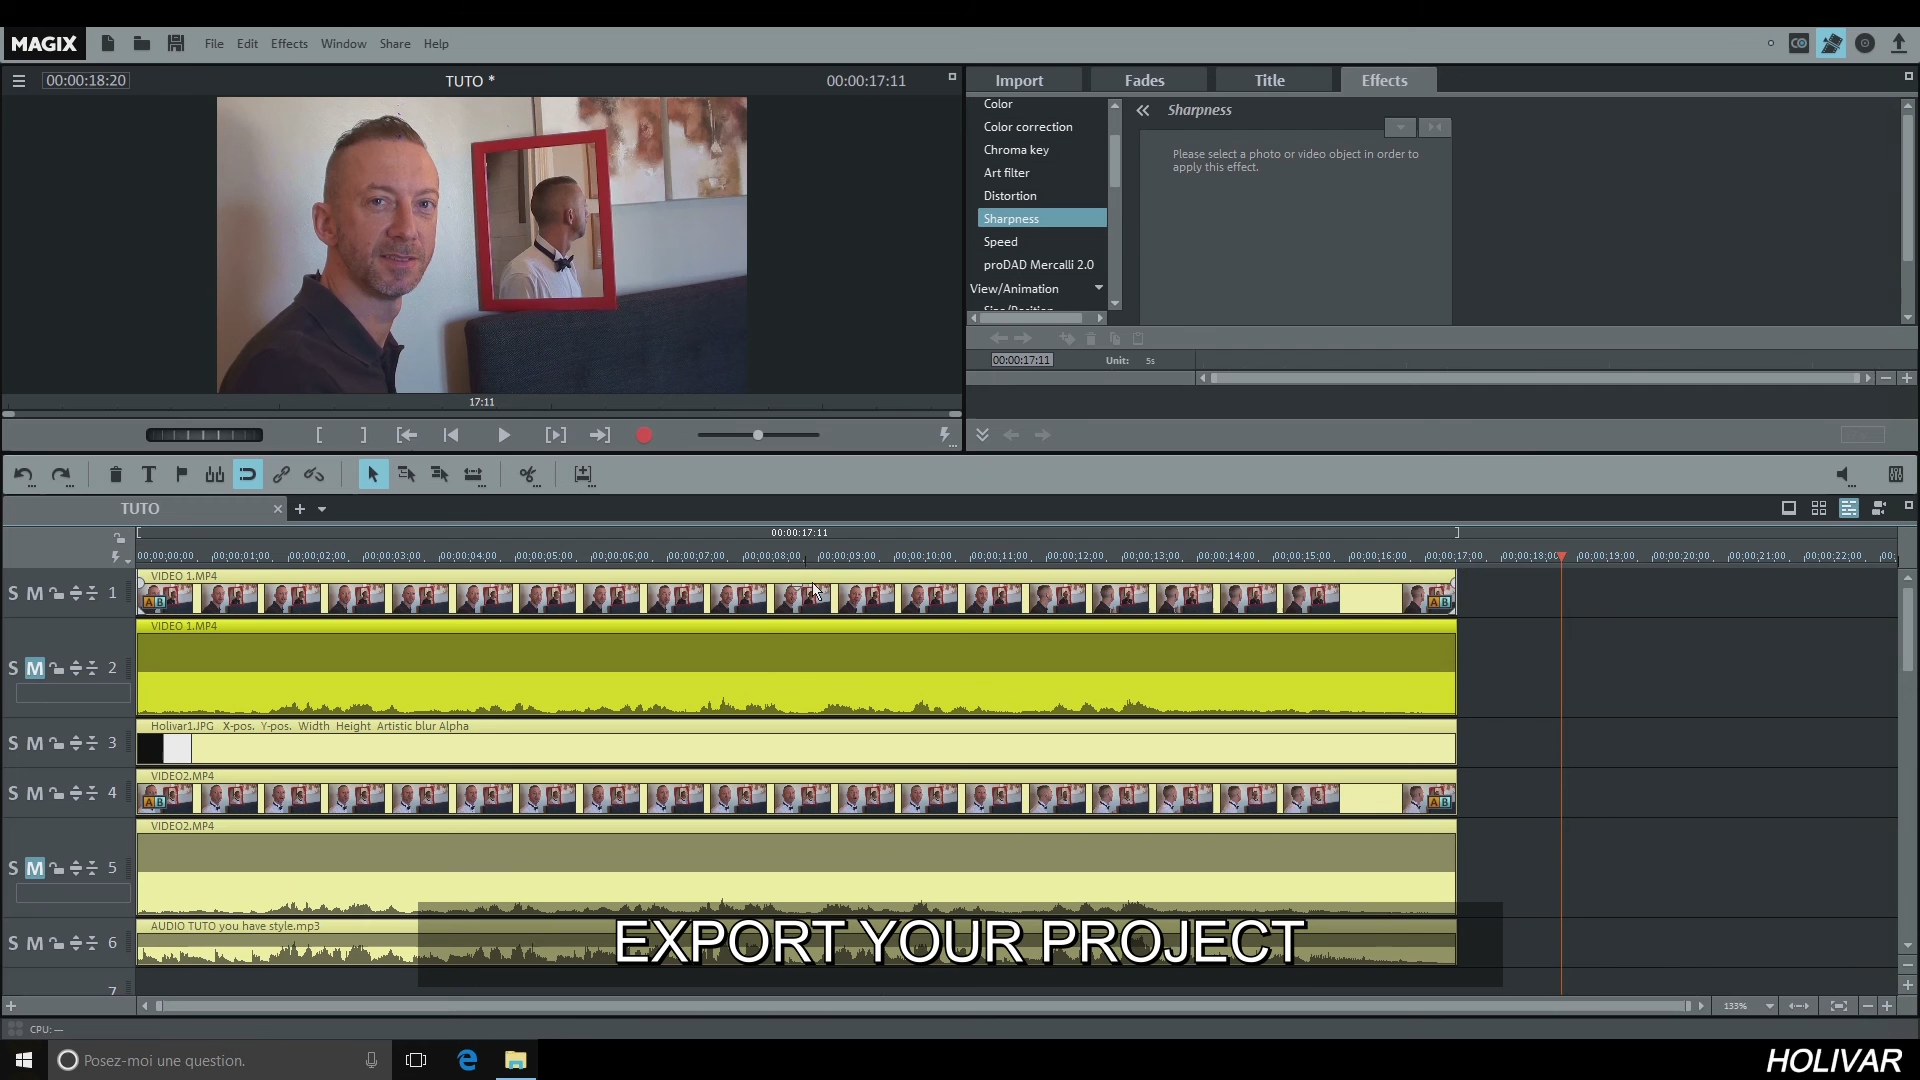 MAGIX File Edit Effects Window Share Help
00:00:18:20 TUTO * 00:00:17:11
Import Fades Title Effects
Color
Color correction
Chroma key
Art filter
Distortion
Sharpness
Speed
proDAD Mercalli 2.0
View/Animation
Sharpness
Please select a photo or video object in order to
apply this effect.
00:00:17:11 Unit: 5s
17:11
TUTO
00:00:17:11
00:00:00:00 00:00:01:00 00:00:02:00 00:00:03:00 00:00:04:00 00:00:05:00 00:00:06:00 00:00:07:00 00:00:08:00 00:00:09:00 00:00:10:00 00:00:11:00 00:00:12:00 00:00:13:00 00:00:14:00 00:00:15:00 00:00:16:00 00:00:17:00 00:00:18:00 00:00:19:00 00:00:20:00 00:00:21:00 00:00:22:00 00:
VIDEO 1.MP4
S M 1
A B A B
VIDEO 1.MP4
S M 2
Holivar1.JPG X-pos. Y-pos. Width Height Artistic blur Alpha
S M 3
VIDEO2.MP4
S M 4
A B A B
VIDEO2.MP4
S M 5
AUDIO TUTO you have style.mp3
S M 6
EXPORT YOUR PROJECT
7
133%
CPU: —
Posez-moi une question.
HOLIVAR